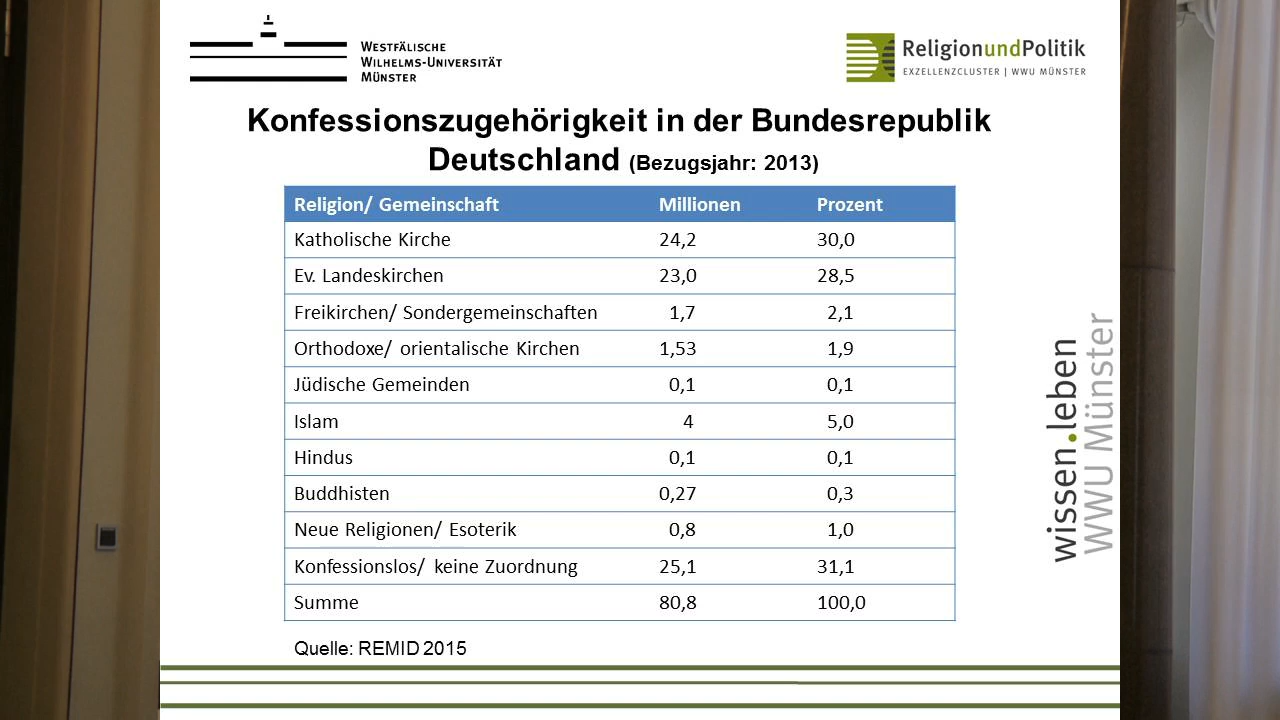 WESTFÄLISCHE
WILHELMS-UNIVERSITÄT
MÜNSTER
ReligionundPolitik
EXZELLENZCLUSTER | WWU MÜNSTER
Konfessionszugehörigkeit in der Bundesrepublik
Deutschland (Bezugsjahr: 2013)
Religion/ Gemeinschaft Millionen Prozent
Katholische Kirche 24,2 30,0
Ev. Landeskirchen 23,0 28,5
Freikirchen/ Sondergemeinschaften 1,7 2,1
Orthodoxe/ orientalische Kirchen 1,53 1,9
Jüdische Gemeinden 0,1 0,1
Islam 4 5,0
Hindus 0,1 0,1
Buddhisten 0,27 0,3
Neue Religionen/ Esoterik 0,8 1,0
Konfessionslos/ keine Zuordnung 25,1 31,1
Summe 80,8 100,0
Quelle: REMID 2015
wissen.leben
WWU Münster